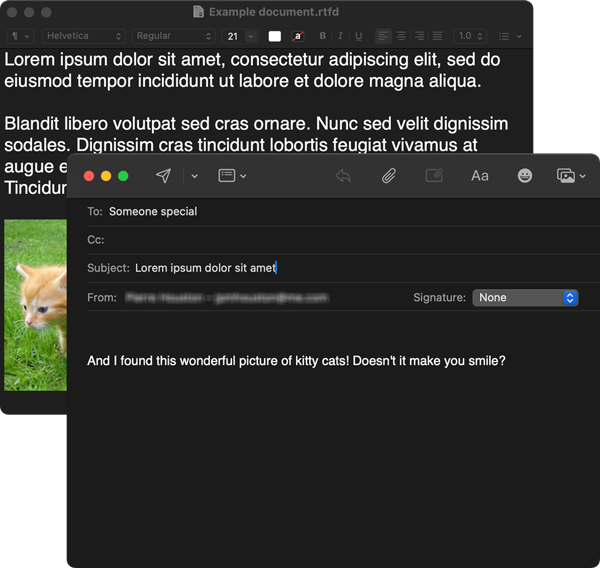 Example document.rtfd
¶ Helvetica Regular 21 a B I U 1.0
Lorem ipsum dolor sit amet, consectetur adipiscing elit, sed do
eiusmod tempor incididunt ut labore et dolore magna aliqua.
Blandit libero volutpat sed cras ornare. Nunc sed velit dignissim
sodales. Dignissim cras tincidunt lobortis feugiat vivamus at
augue e
Tincidun
Aa
To: Someone special
Cc:
Subject: Lorem ipsum dolor sit amet
From: Signature: None
And I found this wonderful picture of kitty cats! Doesn't it make you smile?